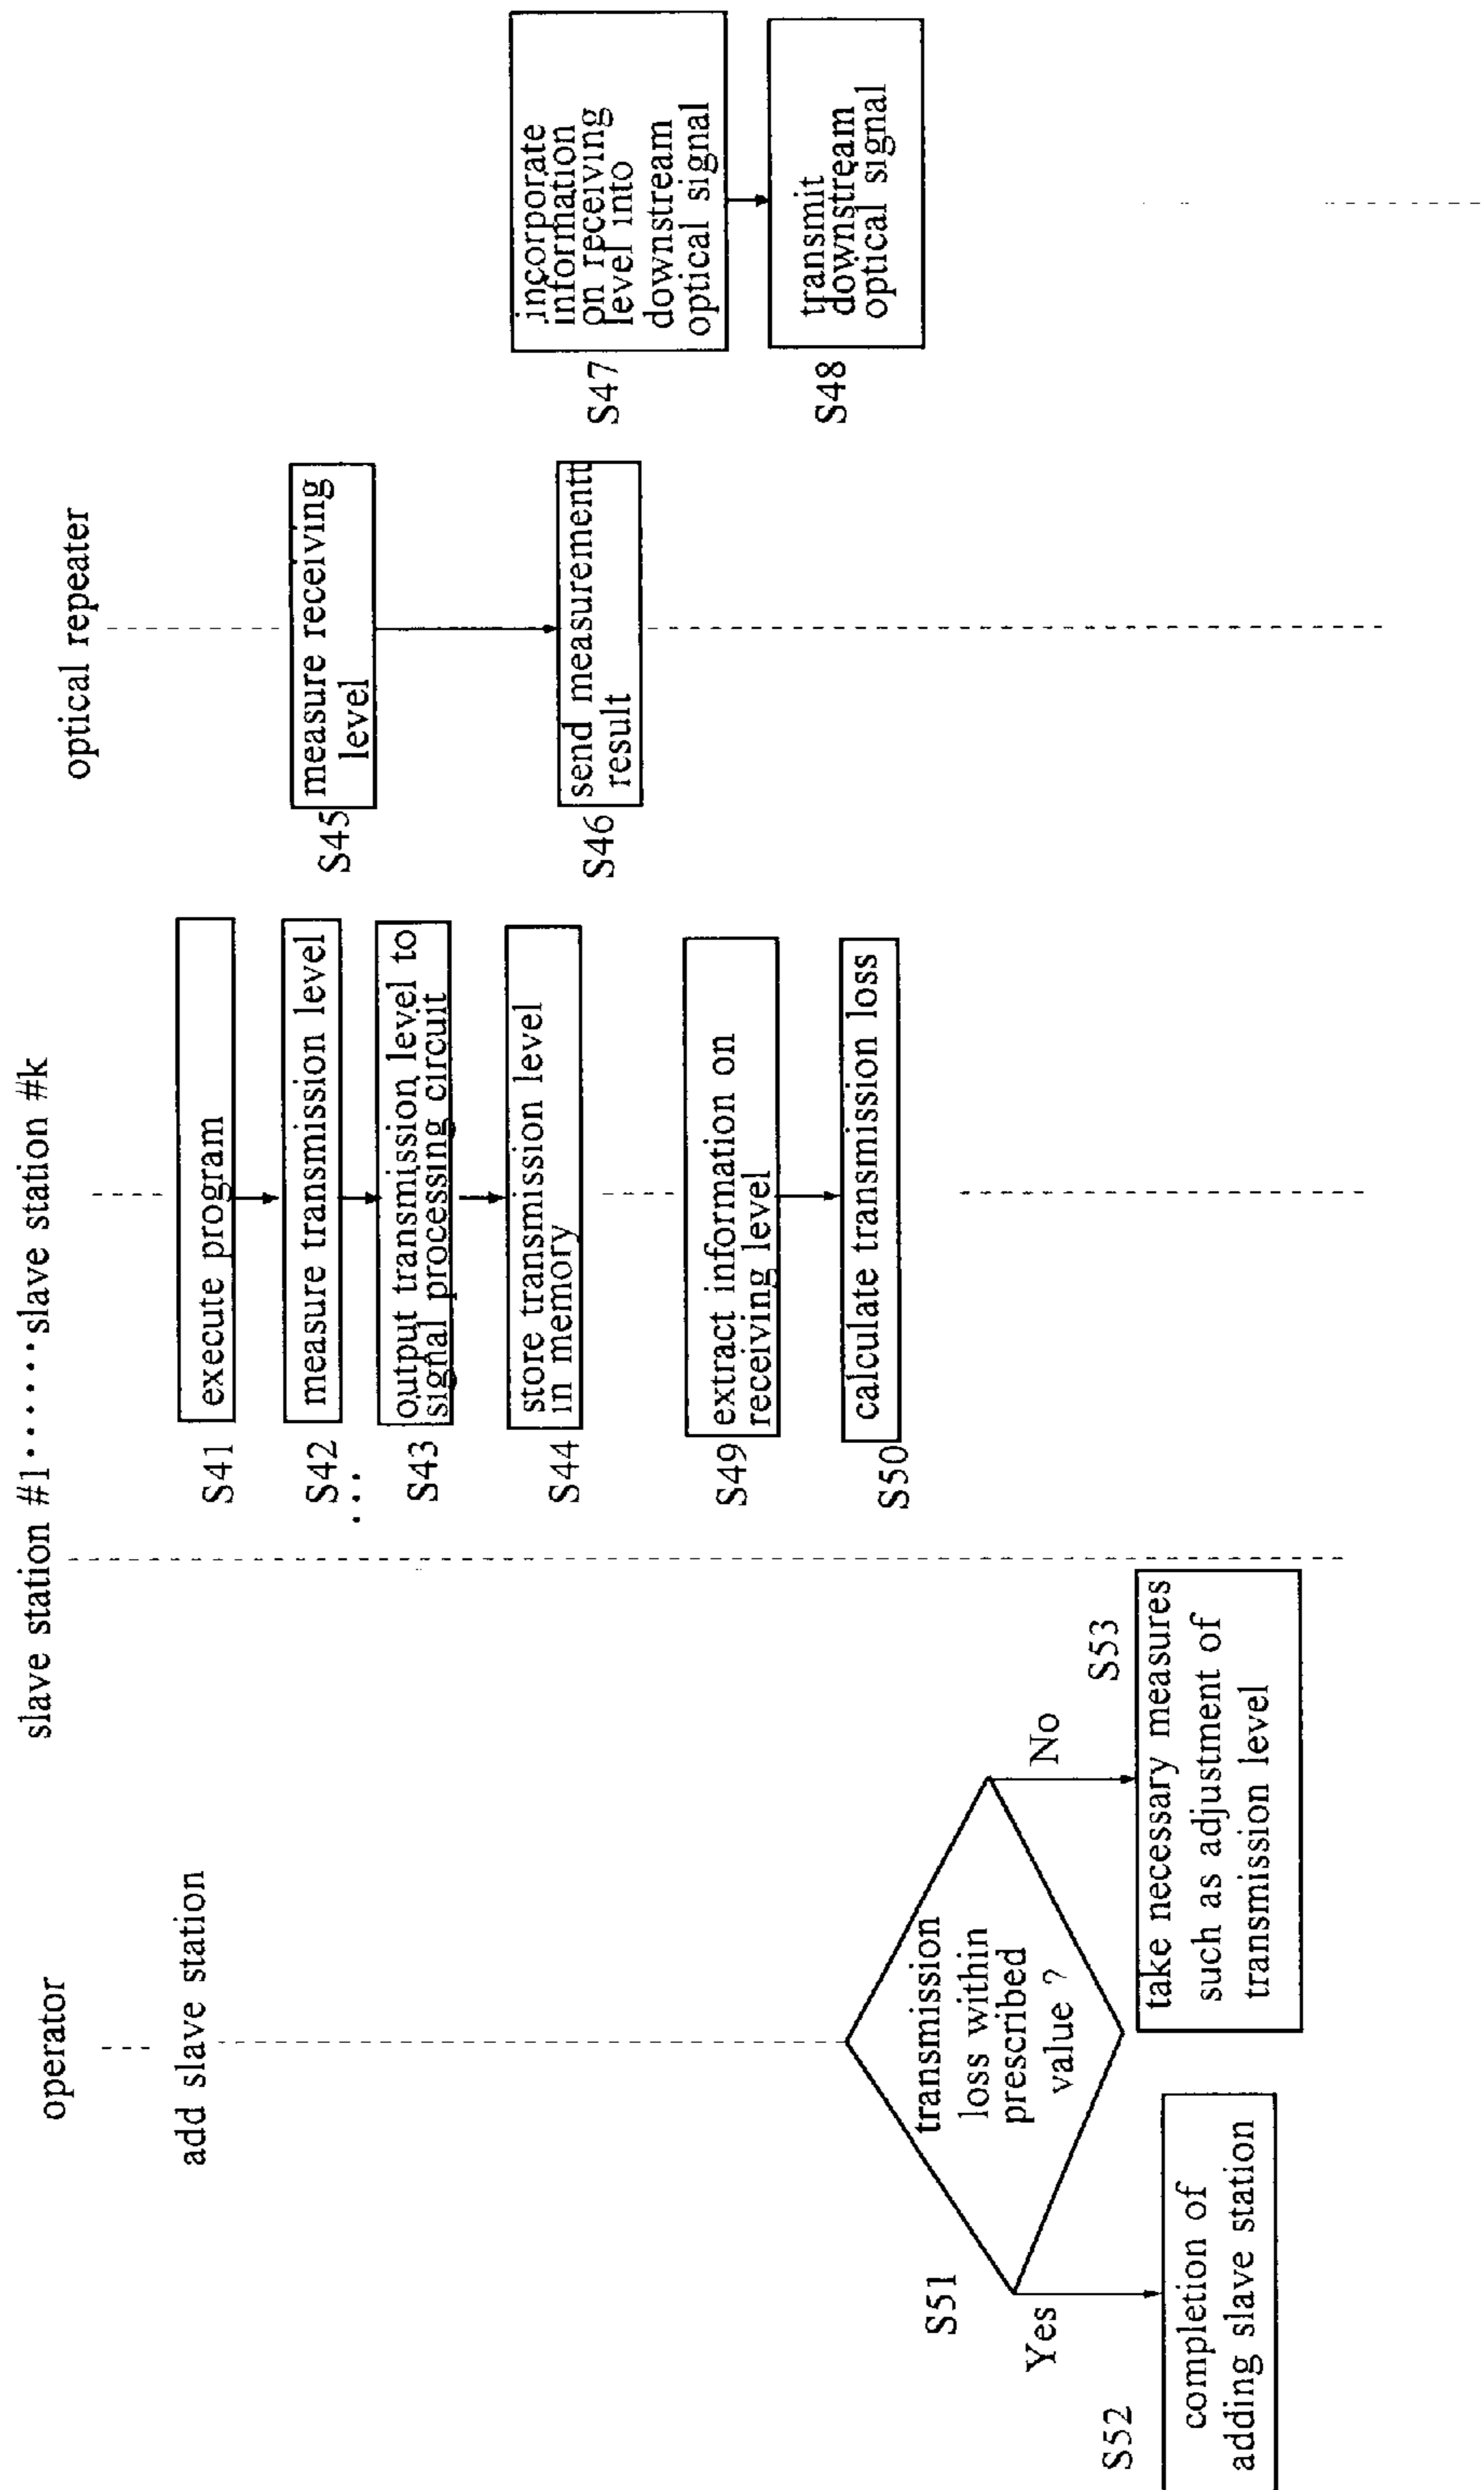 operator
slave station #1······slave station #k
optical repeater
add slave station
S41
execute program
S42
measure transmission level
...
S43
output transmission level to
signal processing circuit
S44
store transmission level
in memory
S45
measure receiving
level
S46
send measurementt
result
S47
incorporate
information
on receiving
level into
downstream
optical signal
S48
transmit
downstream
optical signal
S49
extract information on
receiving level
S50
calculate transmission loss
S51
transmission
loss within
prescribed
value ?
Yes
No
S52
completion of
adding slave station
S53
take necessary measures
such as adjustment of
transmission level